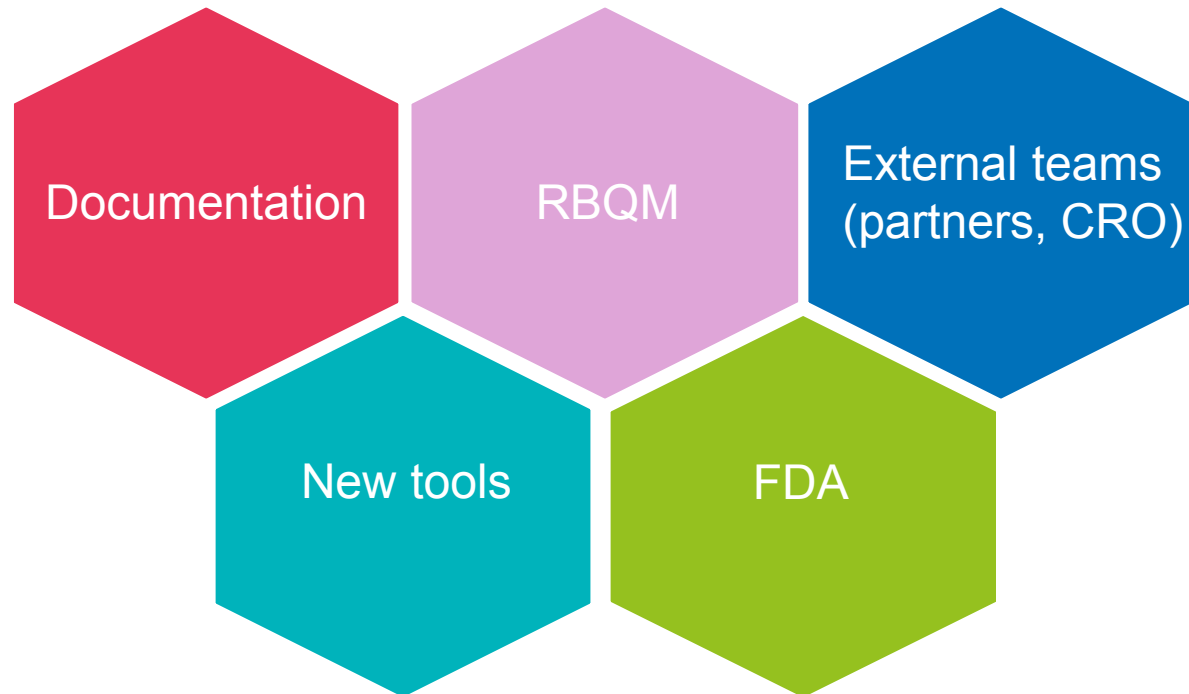 Documentation
RBQM
External teams
(partners, CRO)
New tools
FDA